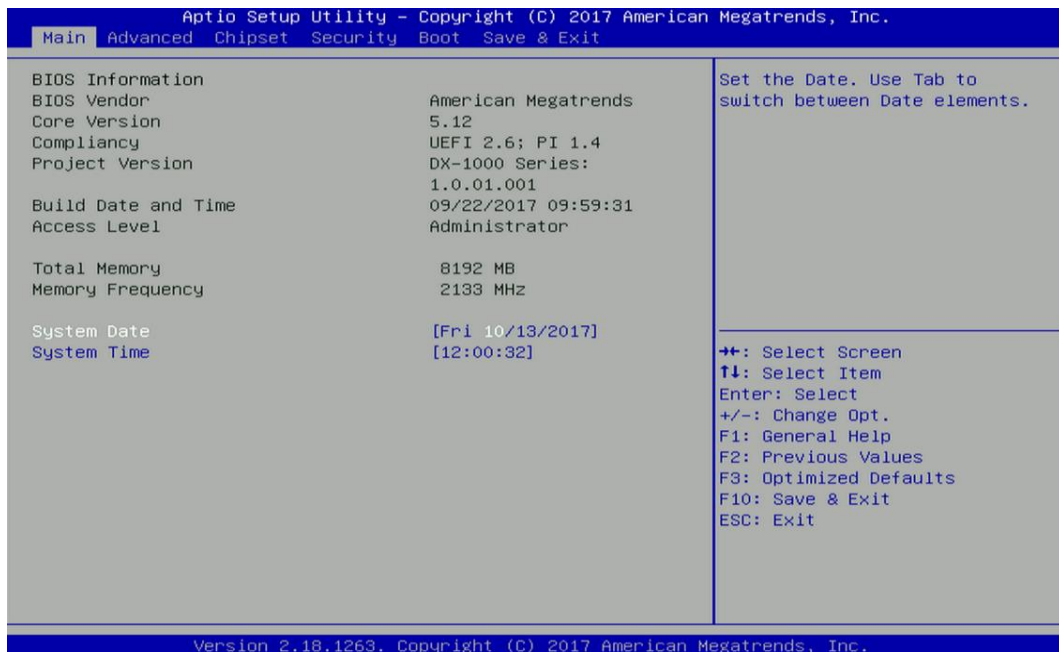 Aptio Setup Utility – Copyright (C) 2017 American Megatrends, Inc.
Main Advanced Chipset Security Boot Save & Exit
BIOS Information
BIOS Vendor American Megatrends
Core Version 5.12
Compliancy UEFI 2.6; PI 1.4
Project Version DX-1000 Series:
1.0.01.001
Build Date and Time 09/22/2017 09:59:31
Access Level Administrator
Total Memory 8192 MB
Memory Frequency 2133 MHz
System Date [Fri 10/13/2017]
System Time [12:00:32]
Set the Date. Use Tab to
switch between Date elements.
→←: Select Screen
↑↓: Select Item
Enter: Select
+/-: Change Opt.
F1: General Help
F2: Previous Values
F3: Optimized Defaults
F10: Save & Exit
ESC: Exit
Version 2.18.1263. Copyright (C) 2017 American Megatrends, Inc.